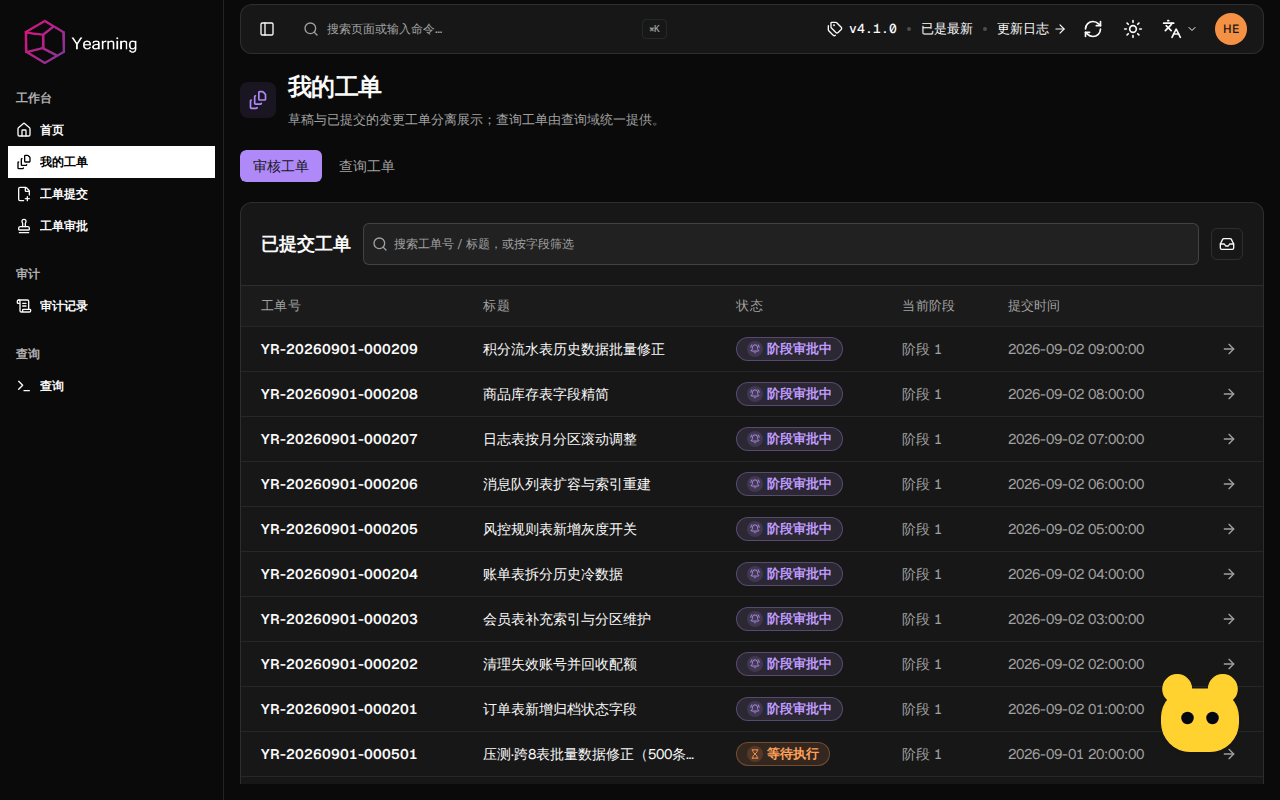 Yearning
搜索页面或输入命令… ⌘K v4.1.0 • 已是最新 • 更新日志 → HE
工作台
首页
我的工单
工单提交
工单审批
审计
审计记录
查询
查询
我的工单
草稿与已提交的变更工单分离展示；查询工单由查询域统一提供。
审核工单 查询工单
已提交工单 搜索工单号 / 标题，或按字段筛选
工单号 标题 状态 当前阶段 提交时间
YR-20260901-000209 积分流水表历史数据批量修正 阶段审批中 阶段 1 2026-09-02 09:00:00
YR-20260901-000208 商品库存表字段精简 阶段审批中 阶段 1 2026-09-02 08:00:00
YR-20260901-000207 日志表按月分区滚动调整 阶段审批中 阶段 1 2026-09-02 07:00:00
YR-20260901-000206 消息队列表扩容与索引重建 阶段审批中 阶段 1 2026-09-02 06:00:00
YR-20260901-000205 风控规则表新增灰度开关 阶段审批中 阶段 1 2026-09-02 05:00:00
YR-20260901-000204 账单表拆分历史冷数据 阶段审批中 阶段 1 2026-09-02 04:00:00
YR-20260901-000203 会员表补充索引与分区维护 阶段审批中 阶段 1 2026-09-02 03:00:00
YR-20260901-000202 清理失效账号并回收配额 阶段审批中 阶段 1 2026-09-02 02:00:00
YR-20260901-000201 订单表新增归档状态字段 阶段审批中 阶段 1 2026-09-02 01:00:00
YR-20260901-000501 压测-跨8表批量数据修正（500条… 等待执行 阶段 1 2026-09-01 20:00:00